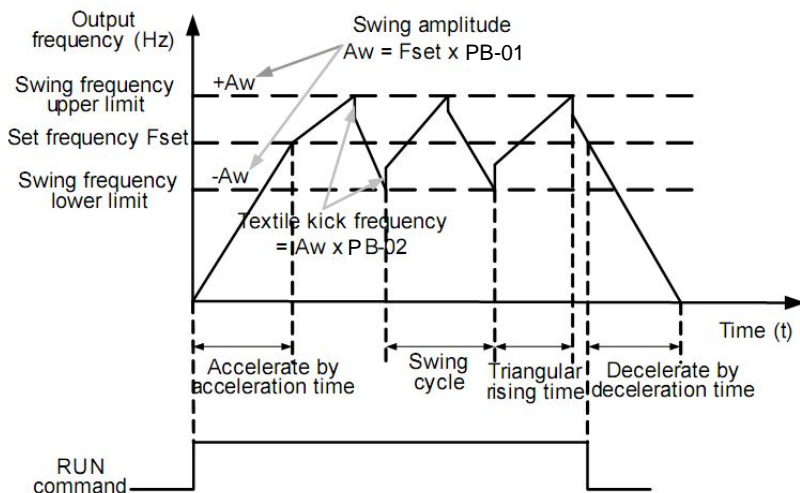 Output
frequency (Hz)
Swing amplitude
Aw = Fset x PB-01
Swing frequency
upper limit
+Aw
Set frequency Fset
-Aw
Swing frequency
lower limit
Textile kick frequency
= Aw x PB-02
Time (t)
Accelerate by
acceleration time
Swing
cycle
Triangular
rising time
Decelerate by
deceleration time
RUN
command